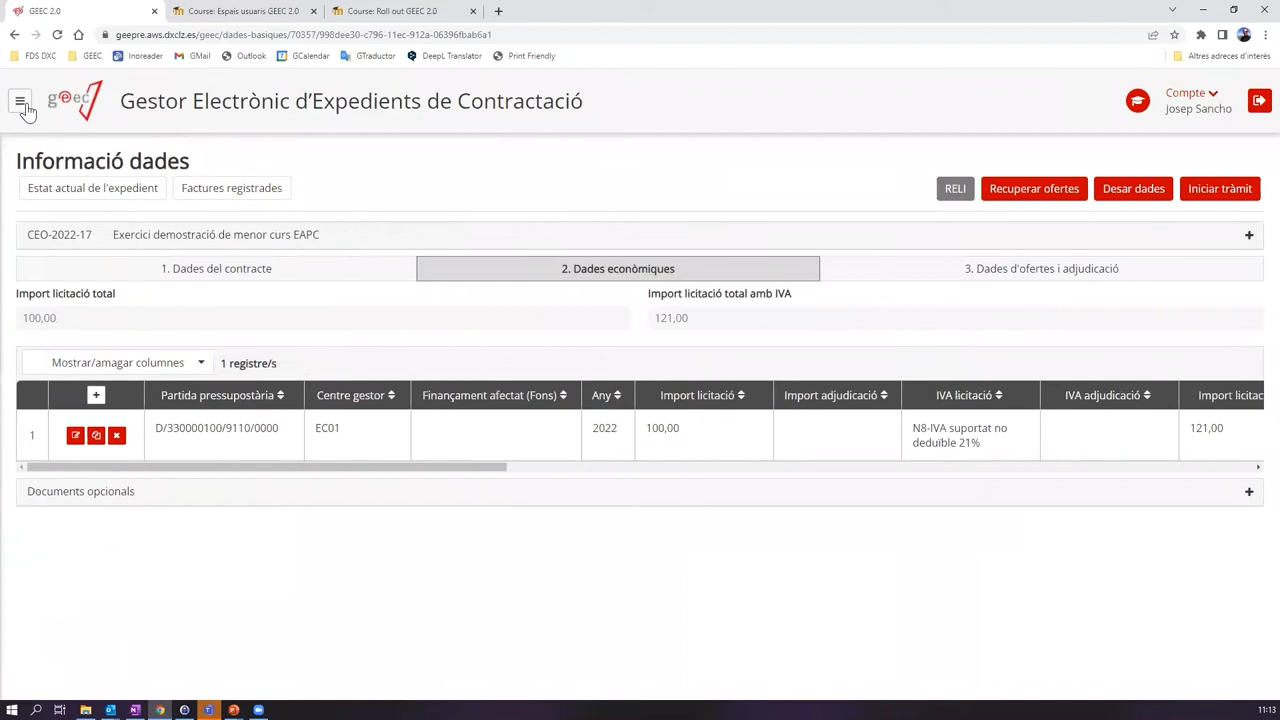 GEEC 2.0
Course: Espais usuaris GEEC 2.0
Course: Roll out GEEC 2.0
geepre.aws.dxclz.es/geec/dades-basiques/70357/998dee30-c796-11ec-912a-06396fbab6a1
FDS DXC
GEEC
Inoreader
GMail
Outlook
GCalendar
GTraductor
DeepL Translator
Print Friendly
Altres adreces d'interès
geec
Gestor Electrònic d'Expedients de Contractació
Compte
Josep Sancho
Informació dades
Estat actual de l'expedient
Factures registrades
RELI
Recuperar ofertes
Desar dades
Iniciar tràmit
CEO-2022-17 Exercici demostració de menor curs EAPC
1. Dades del contracte
2. Dades econòmiques
3. Dades d'ofertes i adjudicació
Import licitació total
Import licitació total amb IVA
100,00
121,00
Mostrar/amagar columnes
1 registre/s
Partida pressupostària
Centre gestor
Finançament afectat (Fons)
Any
Import licitació
Import adjudicació
IVA licitació
IVA adjudicació
Import licitac
1
D/330000100/9110/0000
EC01
2022
100,00
N8-IVA suportat no
deduïble 21%
121,00
Documents opcionals
11:13